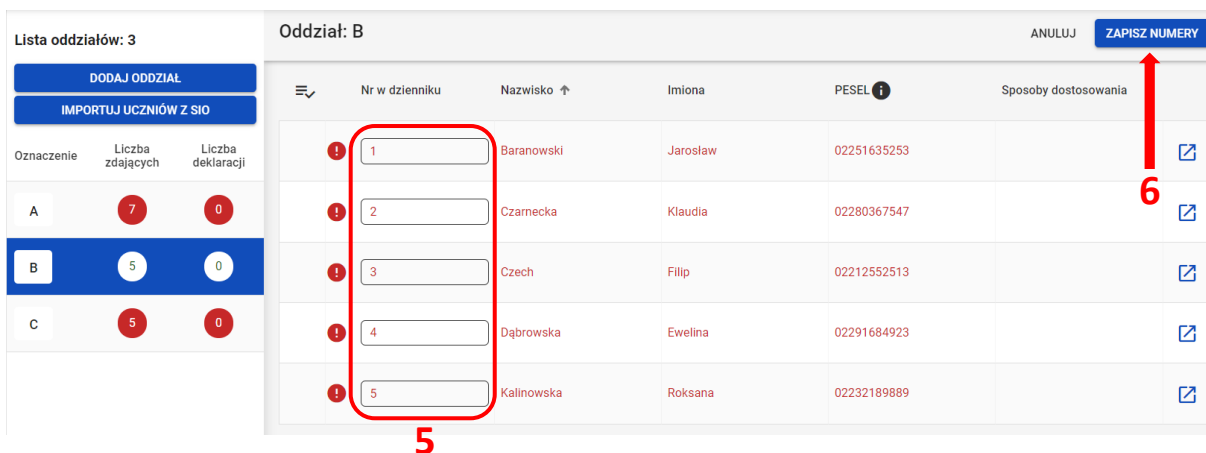 Lista oddziałów: 3
DODAJ ODDZIAŁ
IMPORTUJ UCZNIÓW Z SIO
Oznaczenie Liczba zdających Liczba deklaracji
A 7 0
B 5 0
C 5 0
Oddział: B ANULUJ ZAPISZ NUMERY
Nr w dzienniku Nazwisko Imiona PESEL Sposoby dostosowania
1 Baranowski Jarosław 02251635253
2 Czarnecka Klaudia 02280367547
3 Czech Filip 02212552513
4 Dąbrowska Ewelina 02291684923
5 Kalinowska Roksana 02232189889
6
5